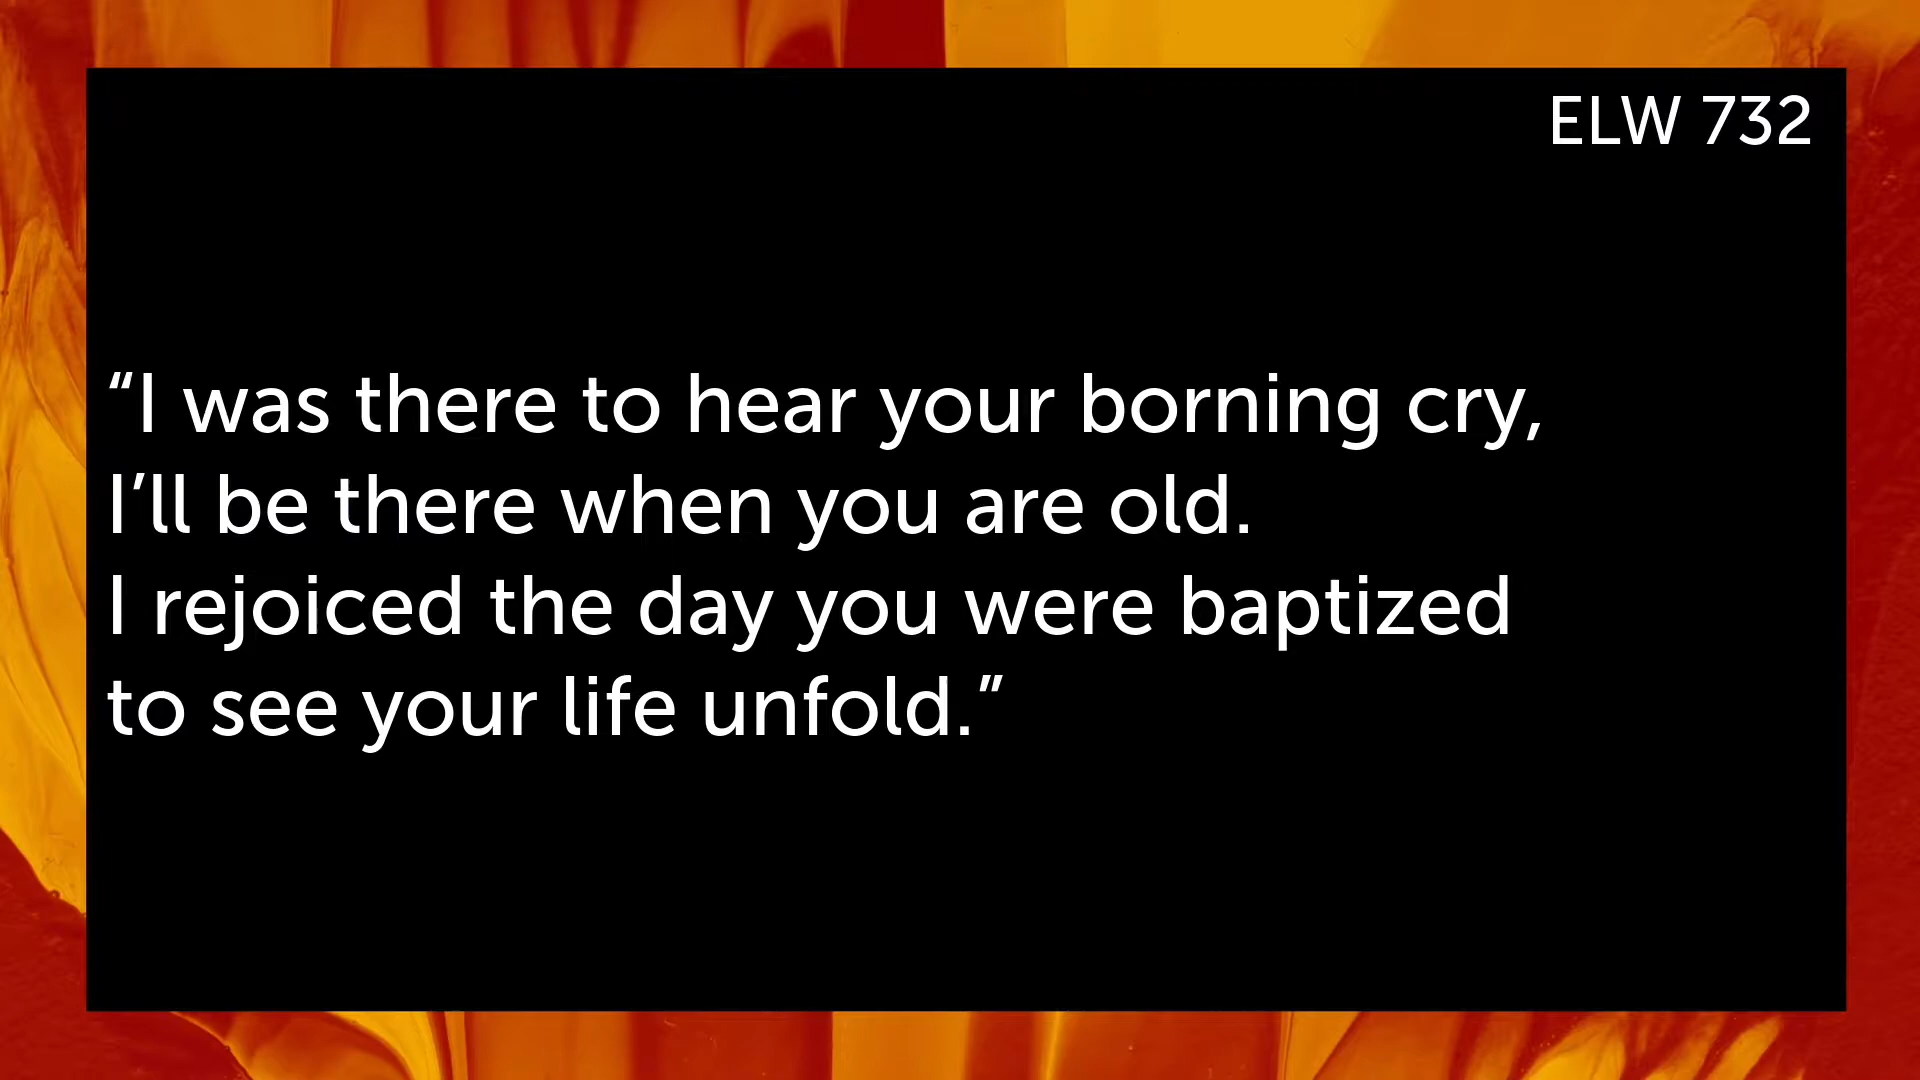 ELW 732
“I was there to hear your borning cry,
I’ll be there when you are old.
I rejoiced the day you were baptized
to see your life unfold.”